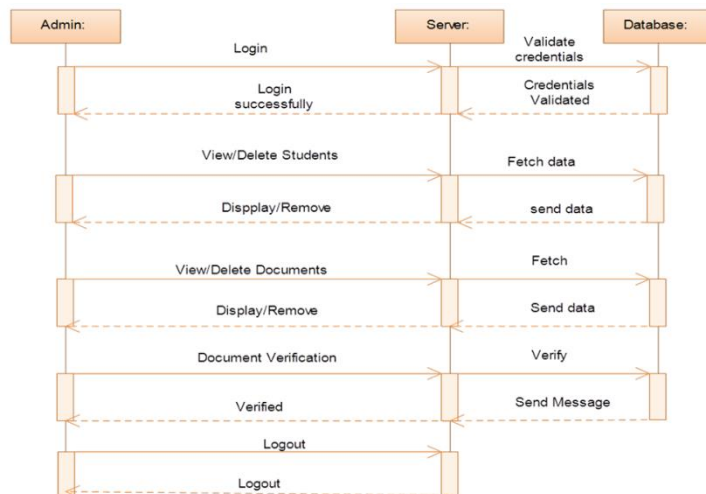 Admin:
Server:
Database:
Login
Validate
credentials
Login
successfully
Credentials
Validated
View/Delete Students
Fetch data
Dispplay/Remove
send data
View/Delete Documents
Fetch
Display/Remove
Send data
Document Verification
Verify
Verified
Send Message
Logout
Logout